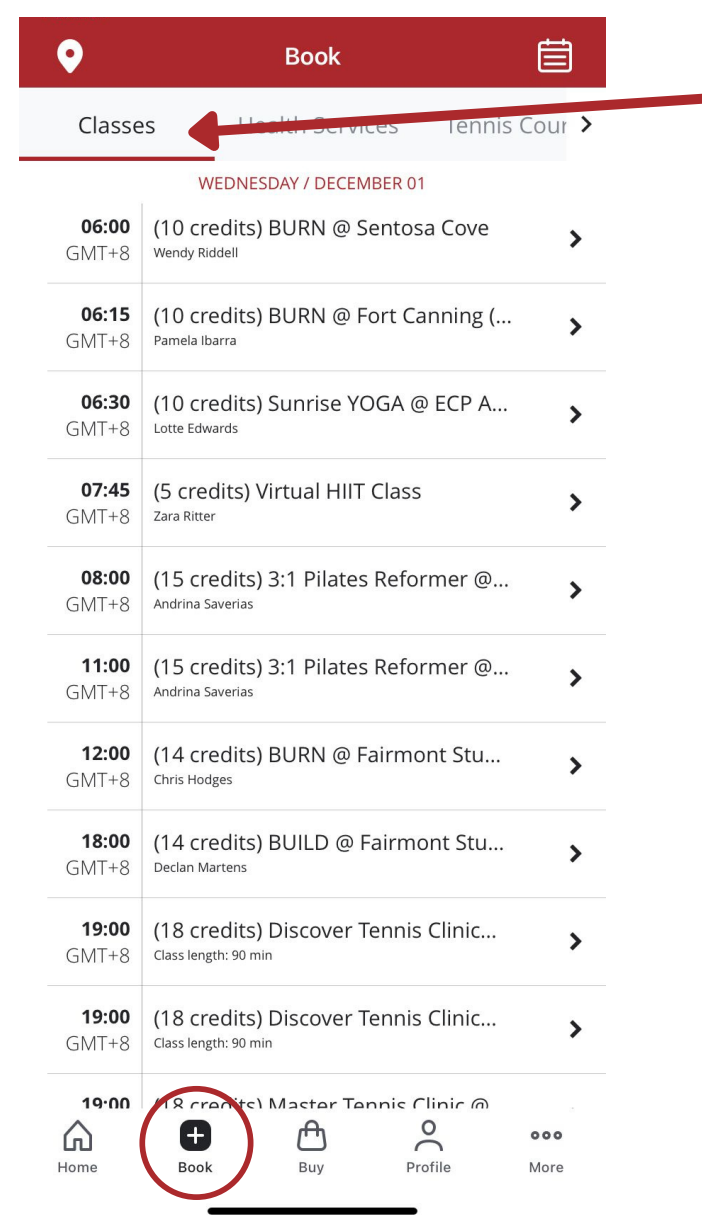 Book
Classes Health Services Tennis Cour
WEDNESDAY / DECEMBER 01
06:00 (10 credits) BURN @ Sentosa Cove
GMT+8 Wendy Riddell
06:15 (10 credits) BURN @ Fort Canning (...
GMT+8 Pamela Ibarra
06:30 (10 credits) Sunrise YOGA @ ECP A...
GMT+8 Lotte Edwards
07:45 (5 credits) Virtual HIIT Class
GMT+8 Zara Ritter
08:00 (15 credits) 3:1 Pilates Reformer @...
GMT+8 Andrina Saverias
11:00 (15 credits) 3:1 Pilates Reformer @...
GMT+8 Andrina Saverias
12:00 (14 credits) BURN @ Fairmont Stu...
GMT+8 Chris Hodges
18:00 (14 credits) BUILD @ Fairmont Stu...
GMT+8 Declan Martens
19:00 (18 credits) Discover Tennis Clinic...
GMT+8 Class length: 90 min
19:00 (18 credits) Discover Tennis Clinic...
GMT+8 Class length: 90 min
19:00 (18 credits) Master Tennis Clinic @
Home Book Buy Profile More